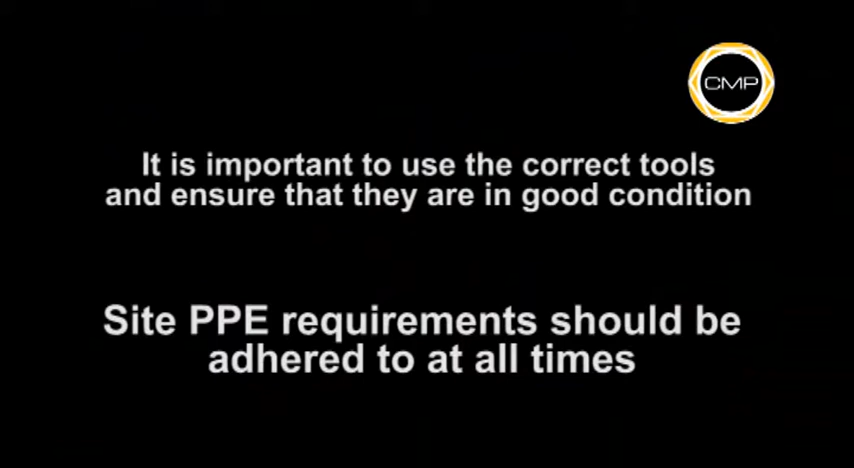 CMP
It is important to use the correct tools
and ensure that they are in good condition
Site PPE requirements should be
adhered to at all times